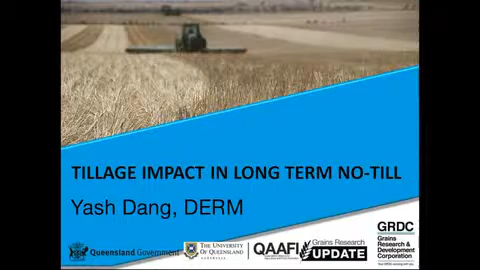 TILLAGE IMPACT IN LONG TERM NO-TILL
Yash Dang, DERM
Queensland Government
THE UNIVERSITY OF QUEENSLAND
AUSTRALIA
QAAFI
Grains Research
UPDATE
GRDC
Grains
Research &
Development
Corporation